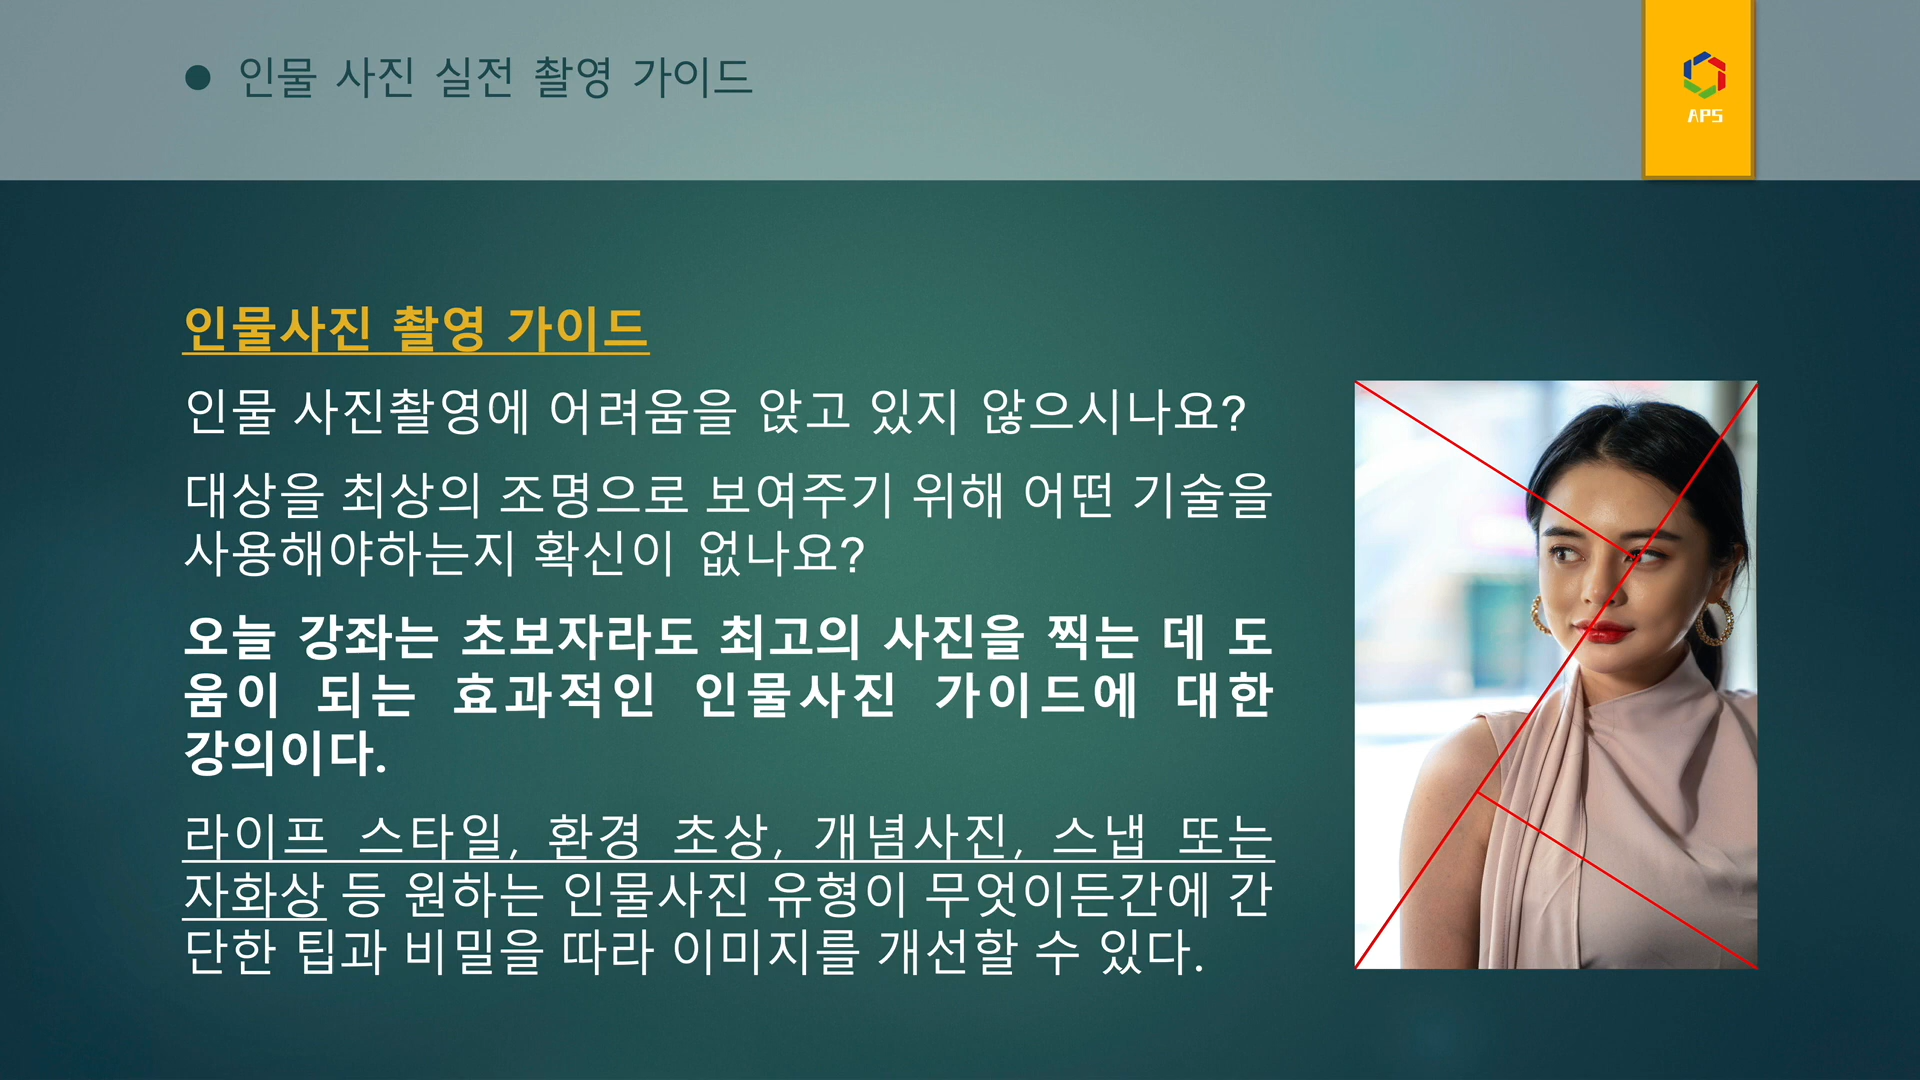 ● 인물 사진 실전 촬영 가이드
APS
인물사진 촬영 가이드
인물 사진촬영에 어려움을 앉고 있지 않으시나요?
대상을 최상의 조명으로 보여주기 위해 어떤 기술을
사용해야하는지 확신이 없나요?
오늘 강좌는 초보자라도 최고의 사진을 찍는 데 도
움이 되는 효과적인 인물사진 가이드에 대한
강의이다.
라이프 스타일, 환경 초상, 개념사진, 스냅 또는
자화상 등 원하는 인물사진 유형이 무엇이든간에 간
단한 팁과 비밀을 따라 이미지를 개선할 수 있다.